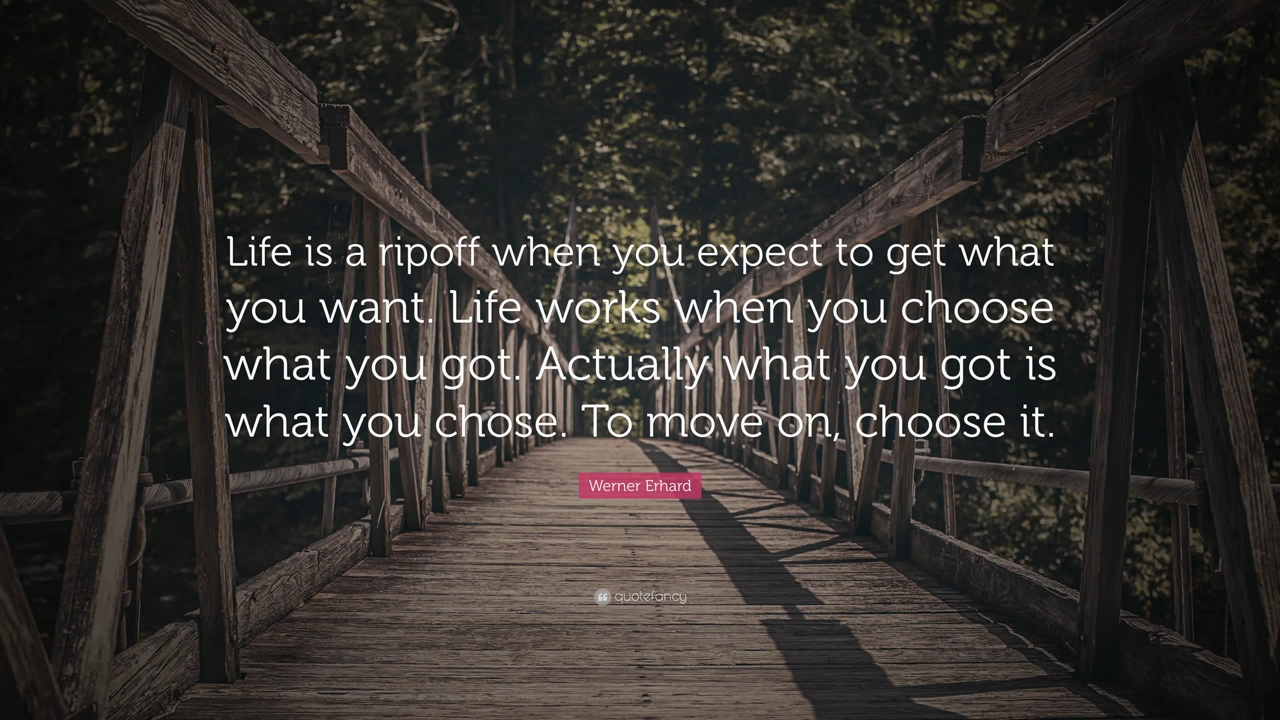 Life is a ripoff when you expect to get what
you want. Life works when you choose
what you got. Actually what you got is
what you chose. To move on, choose it.
Werner Erhard
quotefancy